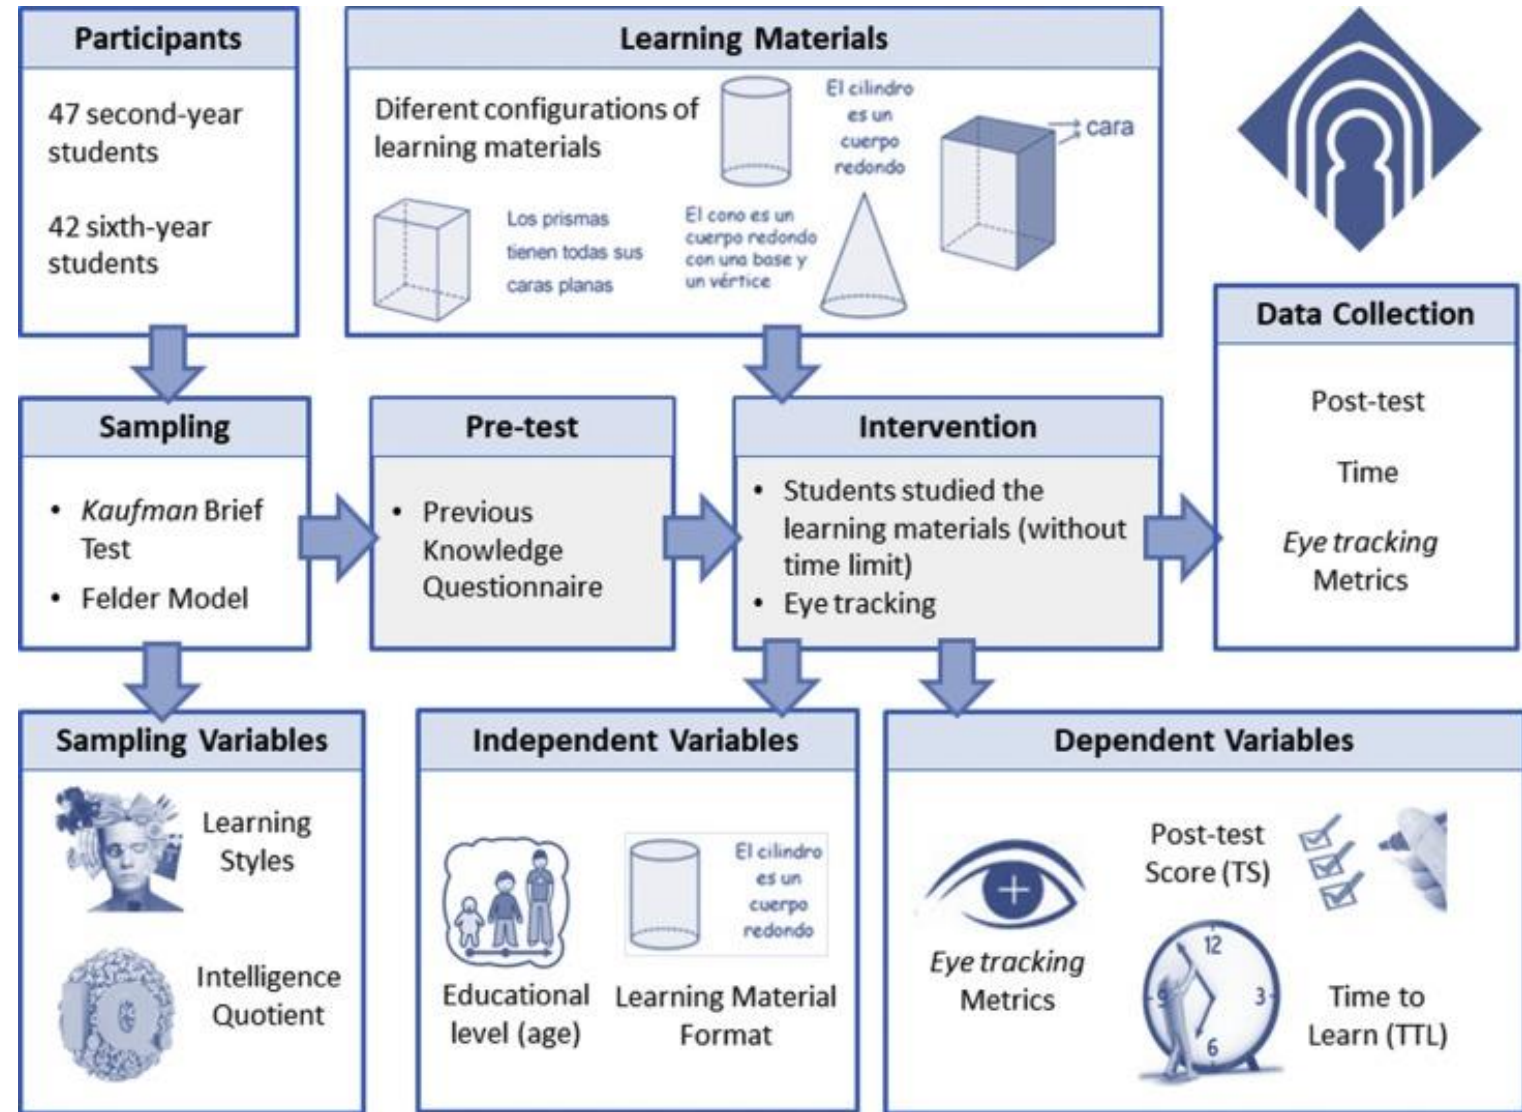 Participants
47 second-year
students
42 sixth-year
students
Learning Materials
Diferent configurations of
learning materials
El cilindro
es un
cuerpo
redondo
cara
Los prismas
tienen todas sus
caras planas
El cono es un
cuerpo redondo
con una base y
un vértice
Data Collection
Post-test
Time
Eye tracking
Metrics
Sampling
• Kaufman Brief
Test
• Felder Model
Pre-test
• Previous
Knowledge
Questionnaire
Intervention
• Students studied the
learning materials (without
time limit)
• Eye tracking
Sampling Variables
Learning
Styles
IQ
Intelligence
Quotient
Independent Variables
Educational
level (age)
El cilindro
es un
cuerpo
redondo
Learning Material
Format
Dependent Variables
Eye tracking
Metrics
Post-test
Score (TS)
12
9
3
6
Time to
Learn (TTL)